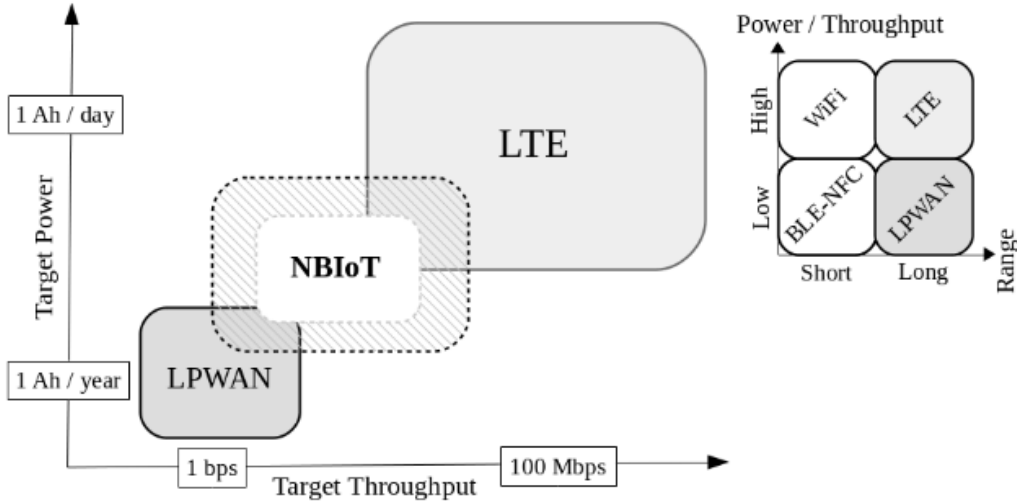 1 Ah / day
Target Power
1 Ah / year
LTE
NBIoT
LPWAN
1 bps
100 Mbps
Target Throughput
Power / Throughput
High
Low
WiFi
LTE
BLE-NFC
LPWAN
Short
Long
Range